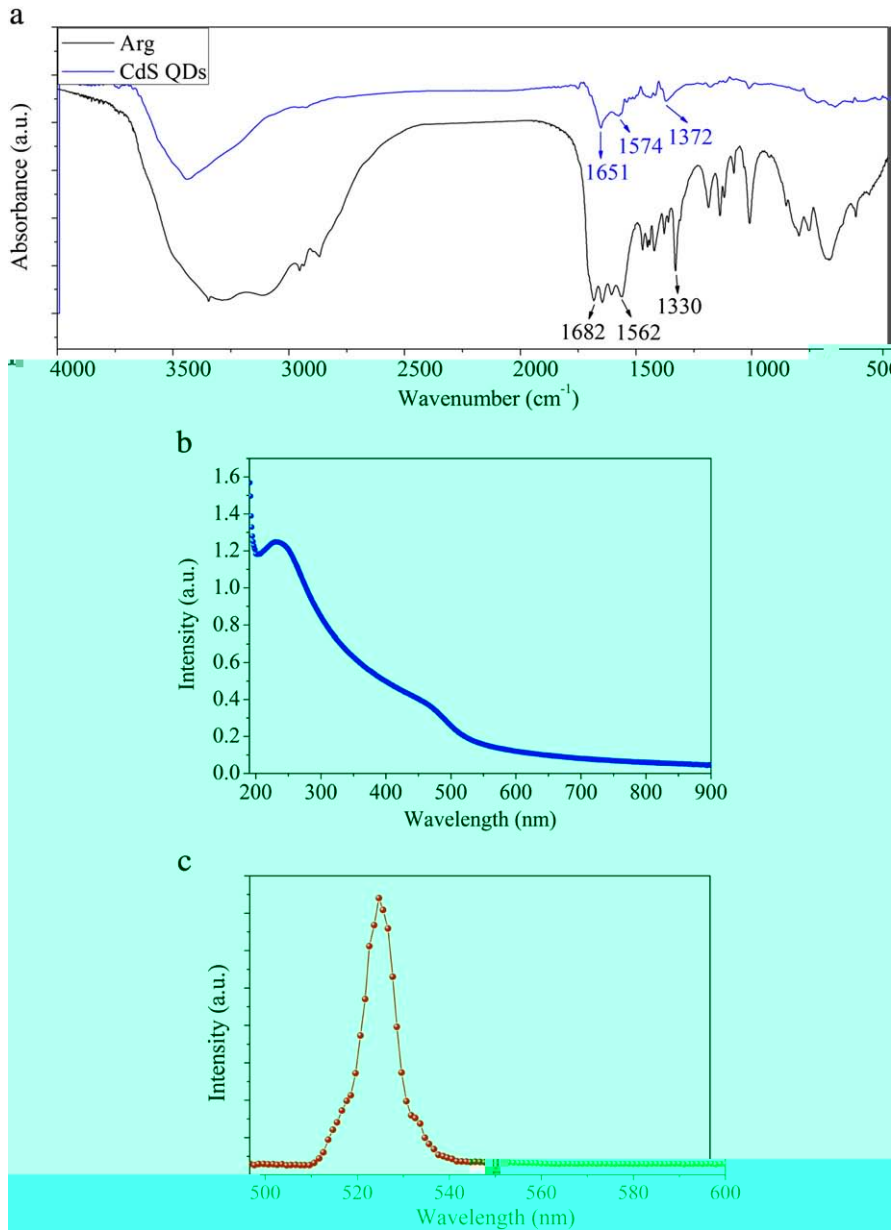 a
Arg
CdS QDs
Absorbance (a.u.)
1651
1574
1372
1682
1562
1330
4000 3500 3000 2500 2000 1500 1000
Wavenumber (cm⁻¹)
b
1.6
1.4
1.2
1.0
0.8
0.6
0.4
0.2
0.0
Intensity (a.u.)
200 300 400 500 600 700 800 900
Wavelength (nm)
c
Intensity (a.u.)
500 520 540 560 580 600
Wavelength (nm)